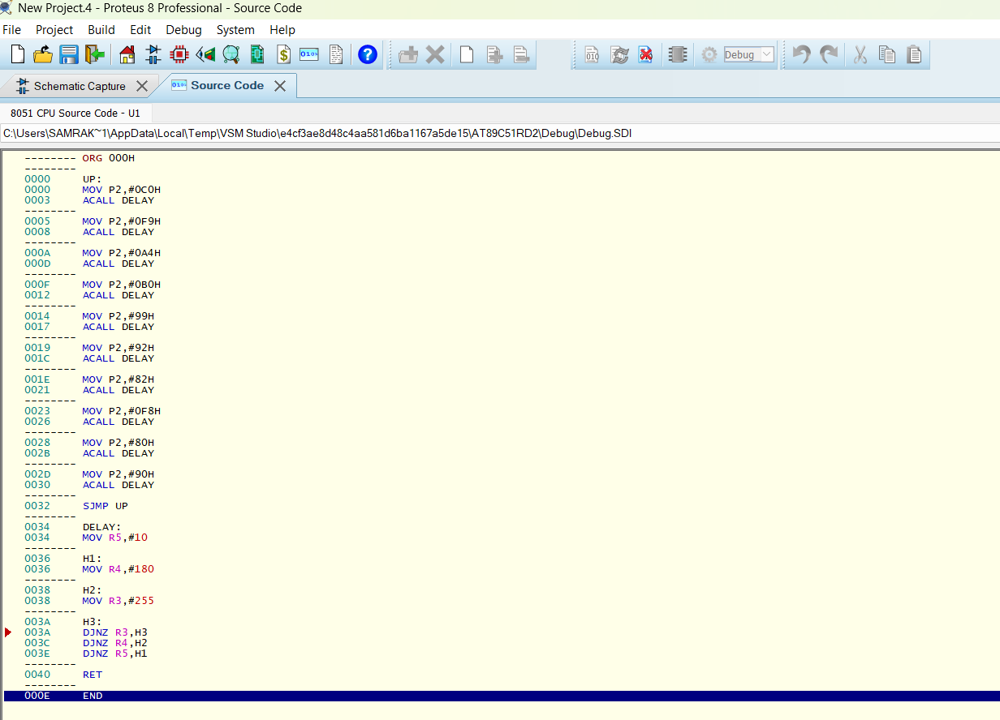 New Project.4 - Proteus 8 Professional - Source Code
File Project Build Edit Debug System Help
Debug
Schematic Capture Source Code
8051 CPU Source Code - U1
C:\Users\SAMRAK~1\AppData\Local\Temp\VSM Studio\e4cf3ae8d48c4aa581d6ba1167a5de15\AT89C51RD2\Debug\Debug.SDI
-------- ORG 000H
--------
0000 UP:
0000 MOV P2,#0C0H
0003 ACALL DELAY
--------
0005 MOV P2,#0F9H
0008 ACALL DELAY
--------
000A MOV P2,#0A4H
000D ACALL DELAY
--------
000F MOV P2,#0B0H
0012 ACALL DELAY
--------
0014 MOV P2,#99H
0017 ACALL DELAY
--------
0019 MOV P2,#92H
001C ACALL DELAY
--------
001E MOV P2,#82H
0021 ACALL DELAY
--------
0023 MOV P2,#0F8H
0026 ACALL DELAY
--------
0028 MOV P2,#80H
002B ACALL DELAY
--------
002D MOV P2,#90H
0030 ACALL DELAY
--------
0032 SJMP UP
--------
0034 DELAY:
0034 MOV R5,#10
--------
0036 H1:
0036 MOV R4,#180
--------
0038 H2:
0038 MOV R3,#255
--------
003A H3:
003A DJNZ R3,H3
003C DJNZ R4,H2
003E DJNZ R5,H1
--------
0040 RET
--------
000E END